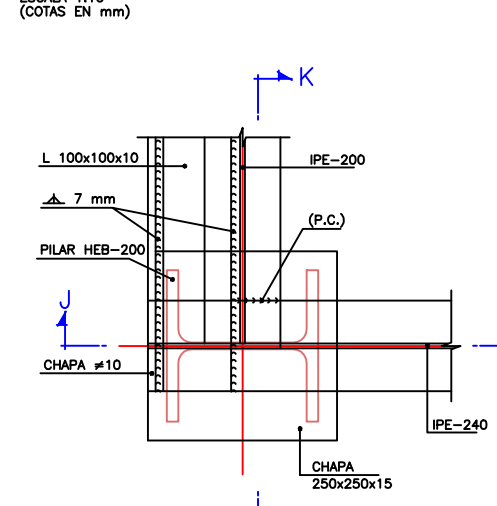 (COTAS EN mm)
K
L 100x100x10
IPE-200
7 mm
(P.C.)
PILAR HEB-200
J
CHAPA ≠10
IPE-240
CHAPA
250x250x15